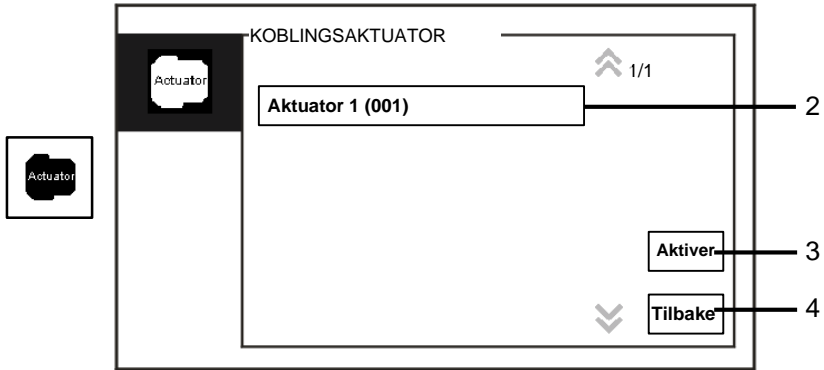 KOBLINGSAKTUATOR
Actuator
1/1
Aktuator 1 (001)
2
Actuator
Aktiver
3
Tilbake
4